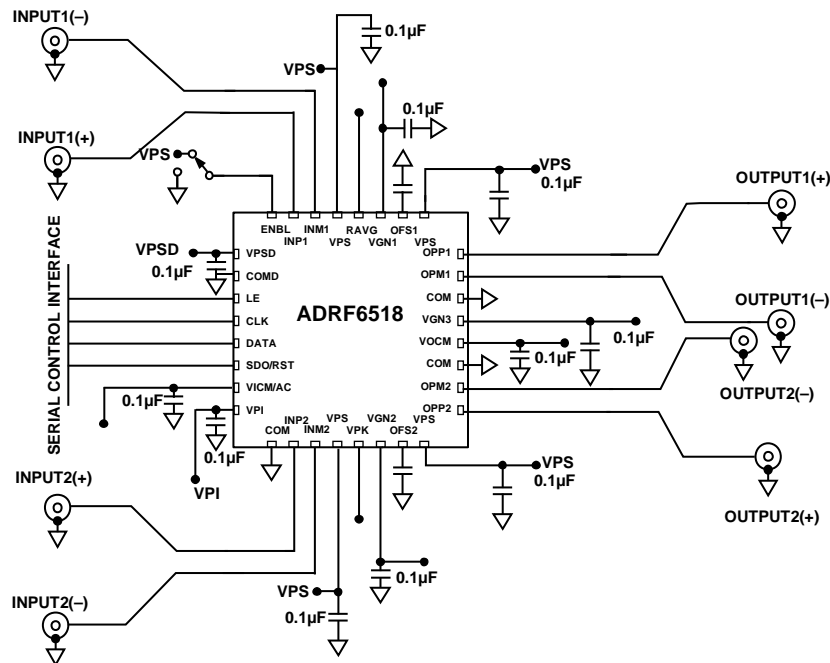 INPUT1(–)
0.1µF
VPS
0.1µF
INPUT1(+)
VPS
VPS
0.1µF
OUTPUT1(+)
ENBL
INP1
INM1
VPS
RAVG
VGN1
OFS1
VPS
VPSD
0.1µF
VPSD
COMD
LE
CLK
DATA
SDO/RST
VICM/AC
VPI
SERIAL CONTROL INTERFACE
ADRF6518
OPP1
OPM1
COM
VGN3
VOCM
COM
OPM2
OPP2
OUTPUT1(–)
0.1µF
0.1µF
OUTPUT2(–)
0.1µF
0.1µF
COM
INP2
INM2
VPS
VPK
VGN2
OFS2
VPS
VPI
VPS
0.1µF
INPUT2(+)
OUTPUT2(+)
0.1µF
VPS
0.1µF
INPUT2(–)